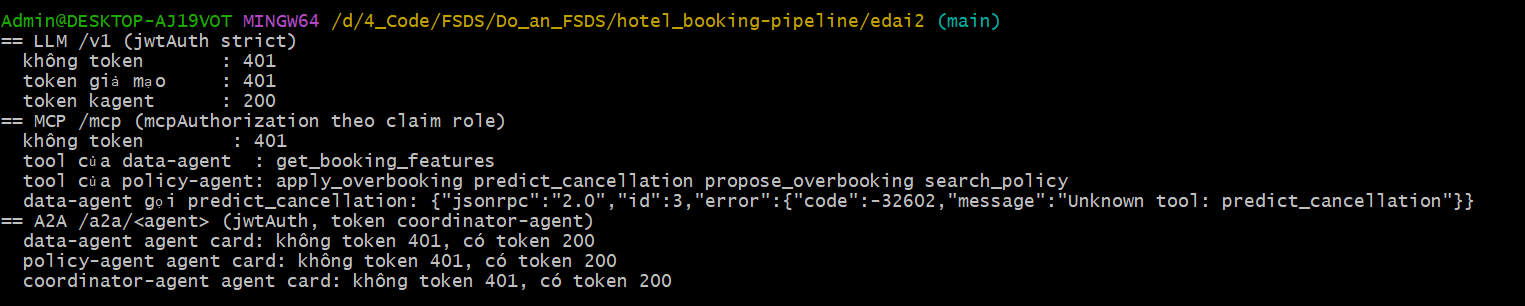 Admin@DESKTOP-AJ19VOT MINGW64 /d/4_Code/FSDS/Do_an_FSDS/hotel_booking-pipeline/edai2 (main)
== LLM /v1 (jwtAuth strict)
  không token       : 401
  token giả mạo     : 401
  token kagent      : 200
== MCP /mcp (mcpAuthorization theo claim role)
  không token        : 401
  tool của data-agent  : get_booking_features
  tool của policy-agent: apply_overbooking predict_cancellation propose_overbooking search_policy
  data-agent gọi predict_cancellation: {"jsonrpc":"2.0","id":3,"error":{"code":-32602,"message":"Unknown tool: predict_cancellation"}}
== A2A /a2a/<agent> (jwtAuth, token coordinator-agent)
  data-agent agent card: không token 401, có token 200
  policy-agent agent card: không token 401, có token 200
  coordinator-agent agent card: không token 401, có token 200